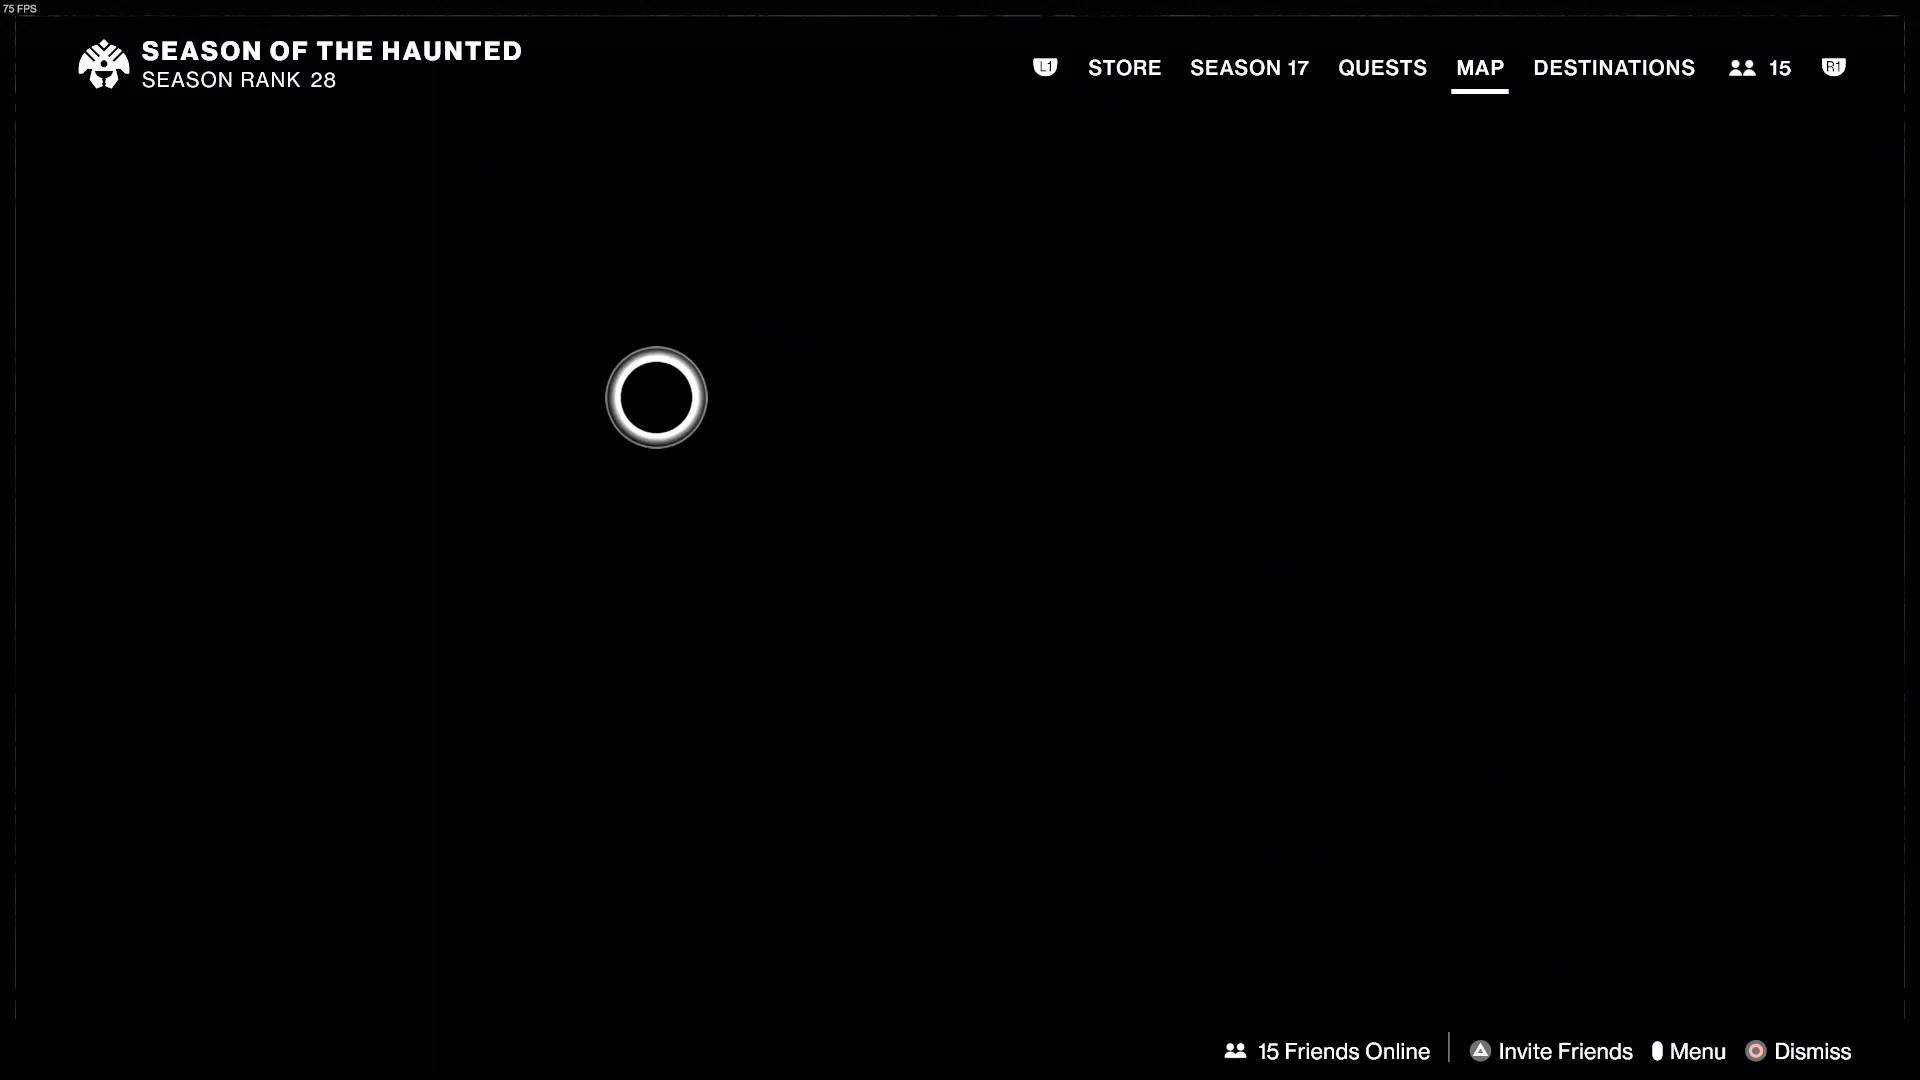 75 FPS
SEASON OF THE HAUNTED
SEASON RANK 28
L1 STORE SEASON 17 QUESTS MAP DESTINATIONS 15 R1
15 Friends Online Invite Friends Menu Dismiss